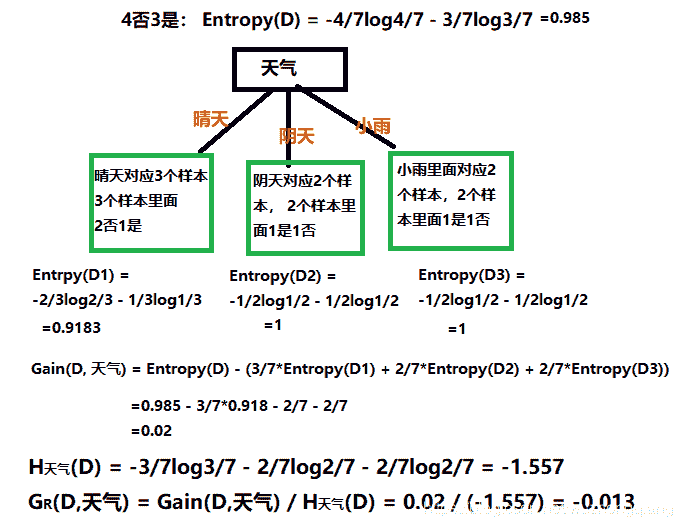 4否3是： Entropy(D) = -4/7log4/7 - 3/7log3/7 =0.985
天气
晴天
阴天
小雨
晴天对应3个样本
3个样本里面
2否1是
阴天对应2个样
本， 2个样本里
面1是1否
小雨里面对应2
个样本，2个样
本里面1是1否
Entrpy(D1) =
-2/3log2/3 - 1/3log1/3
=0.9183
Entropy(D2) =
-1/2log1/2 - 1/2log1/2
=1
Entropy(D3) =
-1/2log1/2 - 1/2log1/2
=1
Gain(D, 天气) = Entropy(D) - (3/7*Entropy(D1) + 2/7*Entropy(D2) + 2/7*Entropy(D3))
=0.985 - 3/7*0.918 - 2/7 - 2/7
=0.02
H天气(D) = -3/7log3/7 - 2/7log2/7 - 2/7log2/7 = -1.557
GR(D,天气) = Gain(D,天气) / H天气(D) = 0.02 / (-1.557) = -0.013